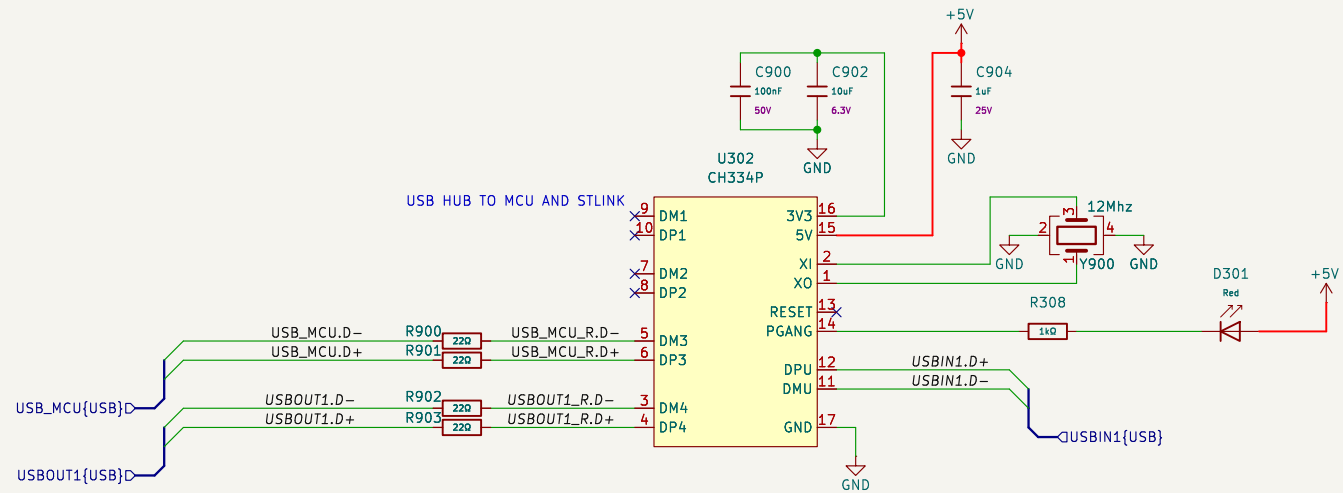 +5V
C900
100nF
50V
C902
10uF
6.3V
C904
1uF
25V
GND
GND
U302
CH334P
USB HUB TO MCU AND STLINK
9 DM1
10 DP1
7 DM2
8 DP2
5 DM3
6 DP3
3 DM4
4 DP4
3V3 16
5V 15
XI 2
XO 1
RESET 13
PGANG 14
DPU 12
DMU 11
GND 17
12Mhz
3
2
4
1
Y900
GND
GND
D301
Red
+5V
R308
1kΩ
USB_MCU.D-
R900
22Ω
USB_MCU_R.D-
USB_MCU.D+
R901
22Ω
USB_MCU_R.D+
USB_MCU{USB}
USBOUT1.D-
R902
22Ω
USBOUT1_R.D-
USBOUT1.D+
R903
22Ω
USBOUT1_R.D+
USBOUT1{USB}
USBIN1.D+
USBIN1.D-
USBIN1{USB}
GND